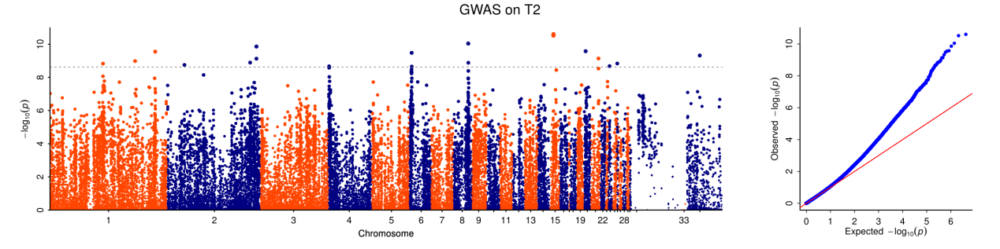 GWAS on T2
−log10(p)
10
8
6
4
2
0
1 2 3 4 5 6 7 8 9 11 13 15 19 22 28 33
Chromosome
Observed −log10(p)
10
8
6
4
2
0
0 1 2 3 4 5 6
Expected −log10(p)